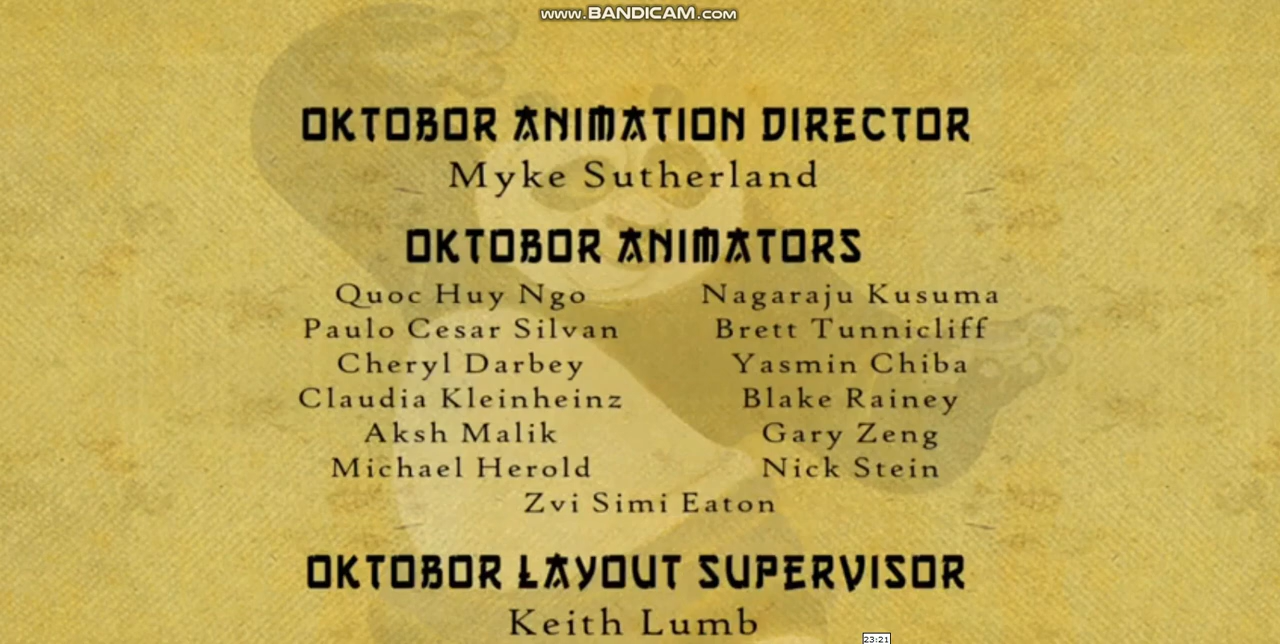 www.BANDICAM.com
OKTOBOR ANIMATION DIRECTOR
Myke Sutherland
OKTOBOR ANIMATORS
Quoc Huy Ngo Nagaraju Kusuma
Paulo Cesar Silvan Brett Tunnicliff
Cheryl Darbey Yasmin Chiba
Claudia Kleinheinz Blake Rainey
Aksh Malik Gary Zeng
Michael Herold Nick Stein
Zvi Simi Eaton
OKTOBOR LAYOUT SUPERVISOR
Keith Lumb
23:21